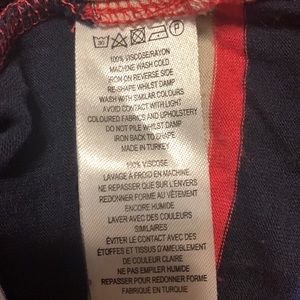 100% VISCOSE/RAYON
MACHINE WASH COLD
IRON ON REVERSE SIDE
RE-SHAPE WHILST DAMP
WASH WITH SIMILAR COLOURS
AVOID CONTACT WITH LIGHT
COLOURED FABRICS AND UPHOLSTERY
DO NOT PILE WHILST DAMP
IRON BACK TO SHAPE
MADE IN TURKEY
100% VISCOSE
LAVAGE A FROID EN MACHINE
NE REPASSER QUE SUR L'ENVERS
REDONNER FORME AU VÊTEMENT
ENCORE HUMIDE
LAVER AVEC DES COULEURS
SIMILAIRES
ÉVITER LE CONTACT AVEC DES
ÉTOFFES ET TISSUS D'AMEUBLEMENT
DE COULEUR CLAIRE
NE PAS EMPILER HUMIDE
REPASSER POUR REDONNER FORME
FABRIQUÉ EN TURQUIE